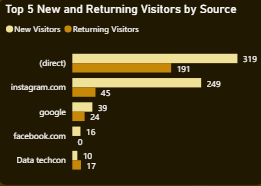 Top 5 New and Returning Visitors by Source
New Visitors Returning Visitors
(direct) 319
191
instagram.com 249
45
google 39
24
facebook.com 16
0
Data techcon 10
17